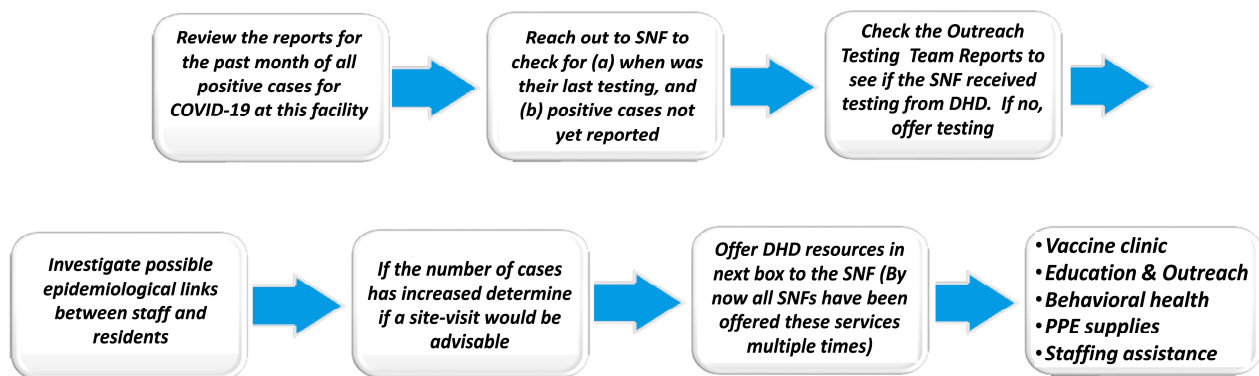 Review the reports for
the past month of all
positive cases for
COVID-19 at this facility
Reach out to SNF to
check for (a) when was
their last testing, and
(b) positive cases not
yet reported
Check the Outreach
Testing Team Reports to
see if the SNF received
testing from DHD. If no,
offer testing
Investigate possible
epidemiological links
between staff and
residents
If the number of cases
has increased determine
if a site-visit would be
advisable
Offer DHD resources in
next box to the SNF (By
now all SNFs have been
offered these services
multiple times)
•Vaccine clinic
•Education & Outreach
•Behavioral health
•PPE supplies
•Staffing assistance